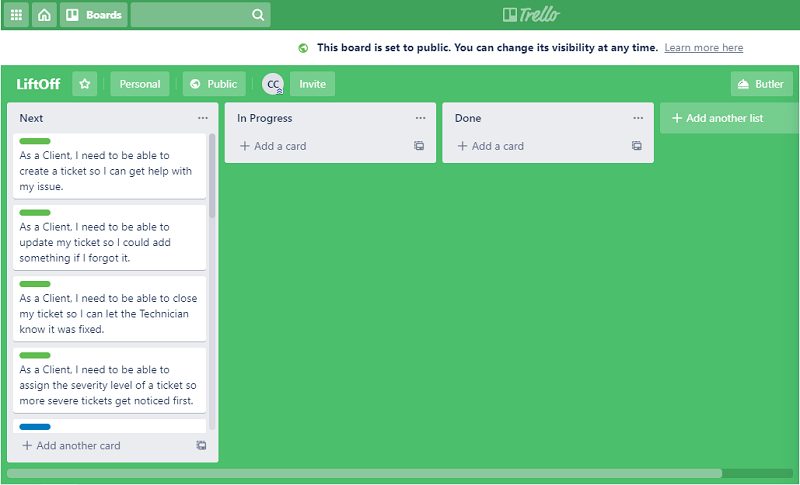 Boards
Trello
This board is set to public. You can change its visibility at any time. Learn more here
LiftOff
Personal
Public
CC
Invite
Butler
Next
As a Client, I need to be able to
create a ticket so I can get help with
my issue.
As a Client, I need to be able to
update my ticket so I could add
something if I forgot it.
As a Client, I need to be able to close
my ticket so I can let the Technician
know it was fixed.
As a Client, I need to be able to
assign the severity level of a ticket so
more severe tickets get noticed first.
+ Add another card
In Progress
+ Add a card
Done
+ Add a card
+ Add another list